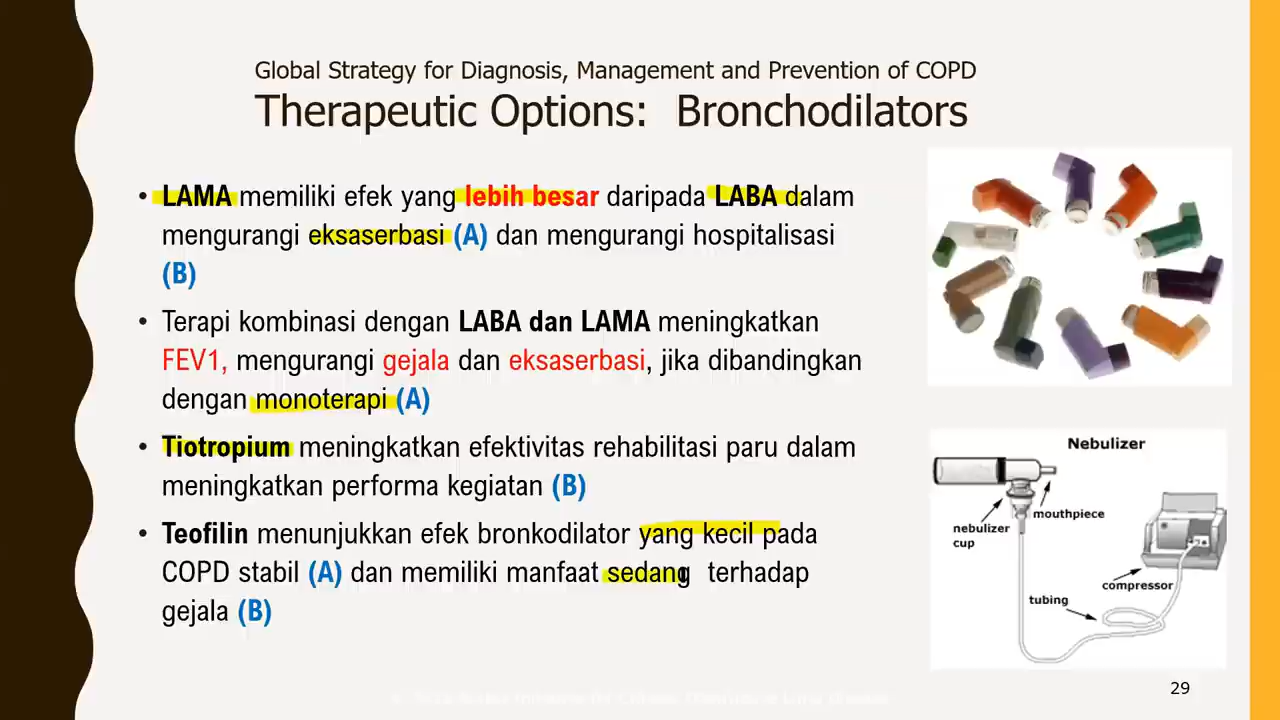 Global Strategy for Diagnosis, Management and Prevention of COPD
Therapeutic Options: Bronchodilators
• LAMA memiliki efek yang lebih besar daripada LABA dalam
mengurangi eksaserbasi (A) dan mengurangi hospitalisasi
(B)
• Terapi kombinasi dengan LABA dan LAMA meningkatkan
FEV1, mengurangi gejala dan eksaserbasi, jika dibandingkan
dengan monoterapi (A)
• Tiotropium meningkatkan efektivitas rehabilitasi paru dalam
meningkatkan performa kegiatan (B)
• Teofilin menunjukkan efek bronkodilator yang kecil pada
COPD stabil (A) dan memiliki manfaat sedang terhadap
gejala (B)
Nebulizer
mouthpiece
nebulizer
cup
compressor
tubing
29